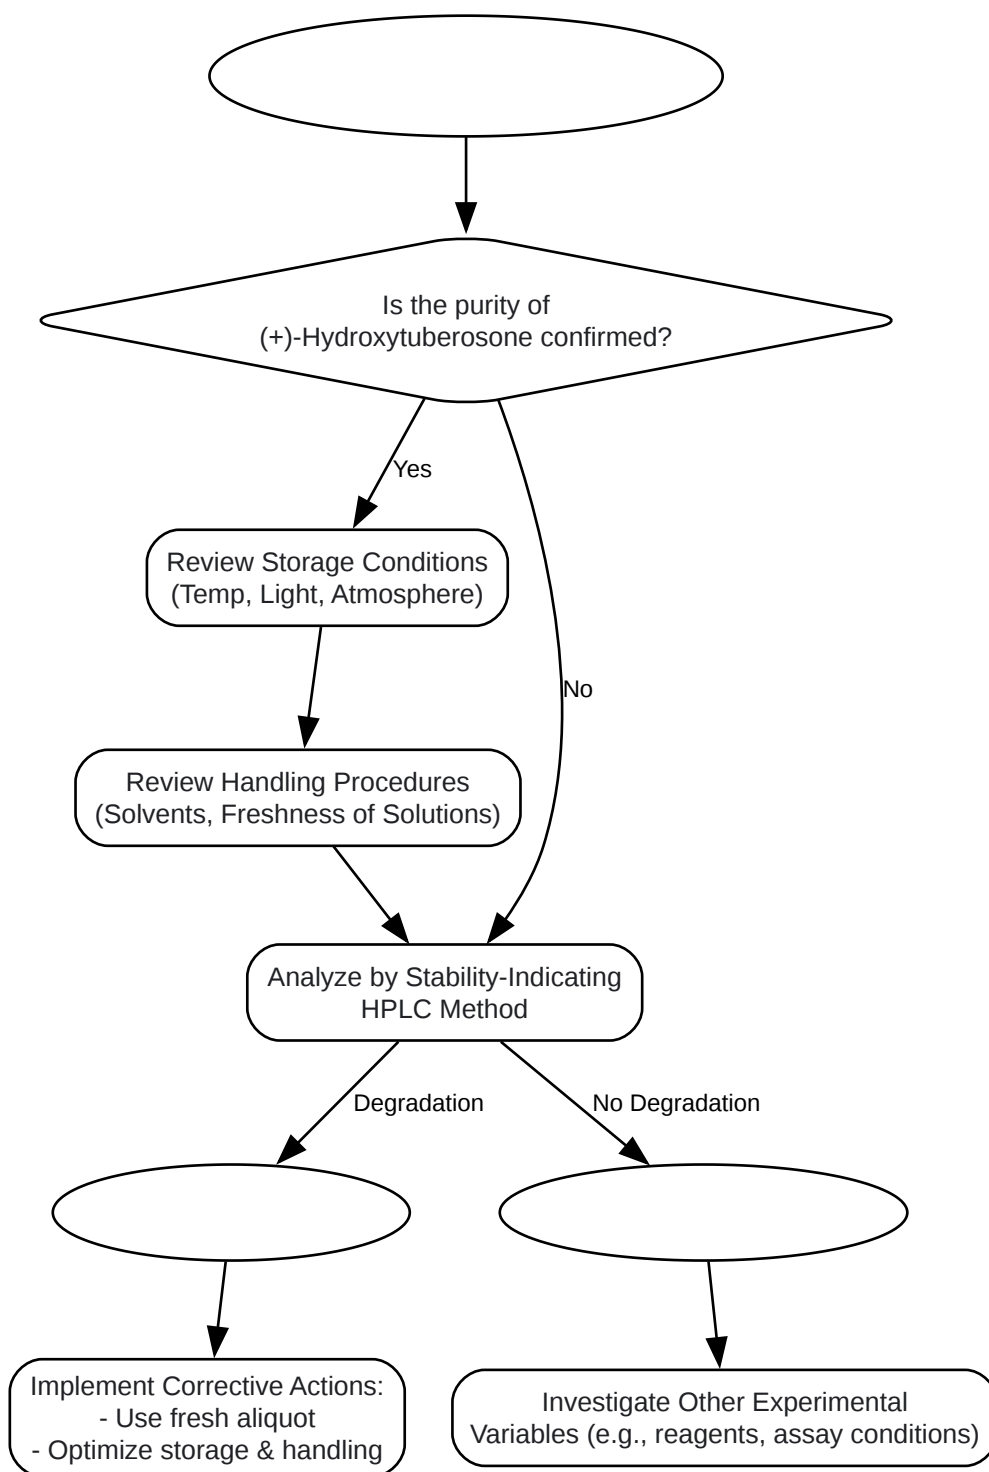 Is the purity of
(+)-Hydroxytuberosone confirmed?
Yes
Review Storage Conditions
(Temp, Light, Atmosphere)
No
Review Handling Procedures
(Solvents, Freshness of Solutions)
Analyze by Stability-Indicating
HPLC Method
Degradation
No Degradation
Implement Corrective Actions:
- Use fresh aliquot
- Optimize storage & handling
Investigate Other Experimental
Variables (e.g., reagents, assay conditions)